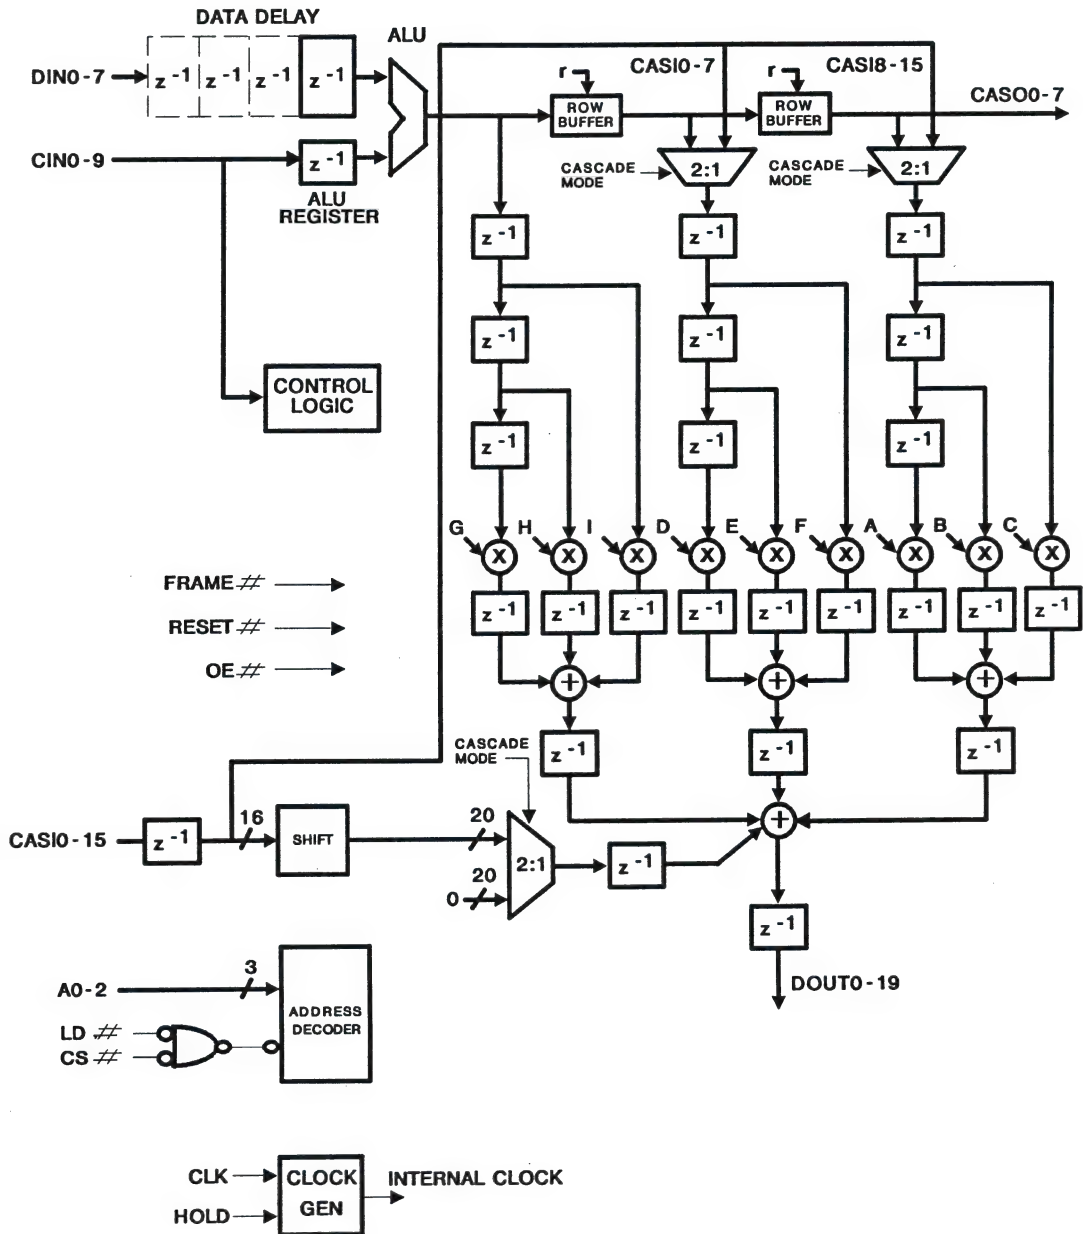 DATA DELAY
ALU
DIN0-7
z-1 z-1 z-1 z-1
r
CASI0-7
r
CASI8-15
CASO0-7
ROW
BUFFER
ROW
BUFFER
CIN0-9
z-1
ALU
REGISTER
CASCADE
MODE
2:1
CASCADE
MODE
2:1
z-1 z-1 z-1
z-1 z-1 z-1
CONTROL
LOGIC
z-1 z-1 z-1
G H I D E F A B C
X X X X X X X X X
FRAME#
z-1 z-1 z-1 z-1 z-1 z-1 z-1 z-1 z-1
RESET#
OE#
+ + +
CASCADE
MODE
z-1 z-1 z-1
CASI0-15
z-1
16
SHIFT
20
2:1
20
0
z-1
+
z-1
DOUT0-19
A0-2
3
ADDRESS
DECODER
LD #
CS #
CLK
HOLD
CLOCK
GEN
INTERNAL CLOCK